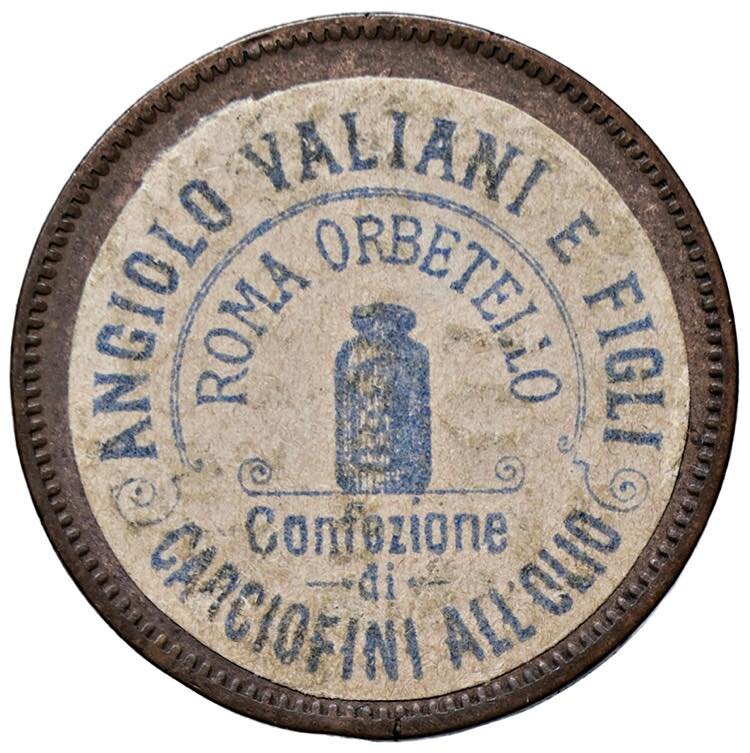 ANGIOLO VALIANI E FIGLI
ROMA ORBETELLO
Confezione
di
CARCIOFINI ALL'OLIO